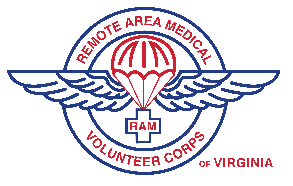 REMOTE AREA MEDICAL
RAM
VOLUNTEER CORPS
OF VIRGINIA